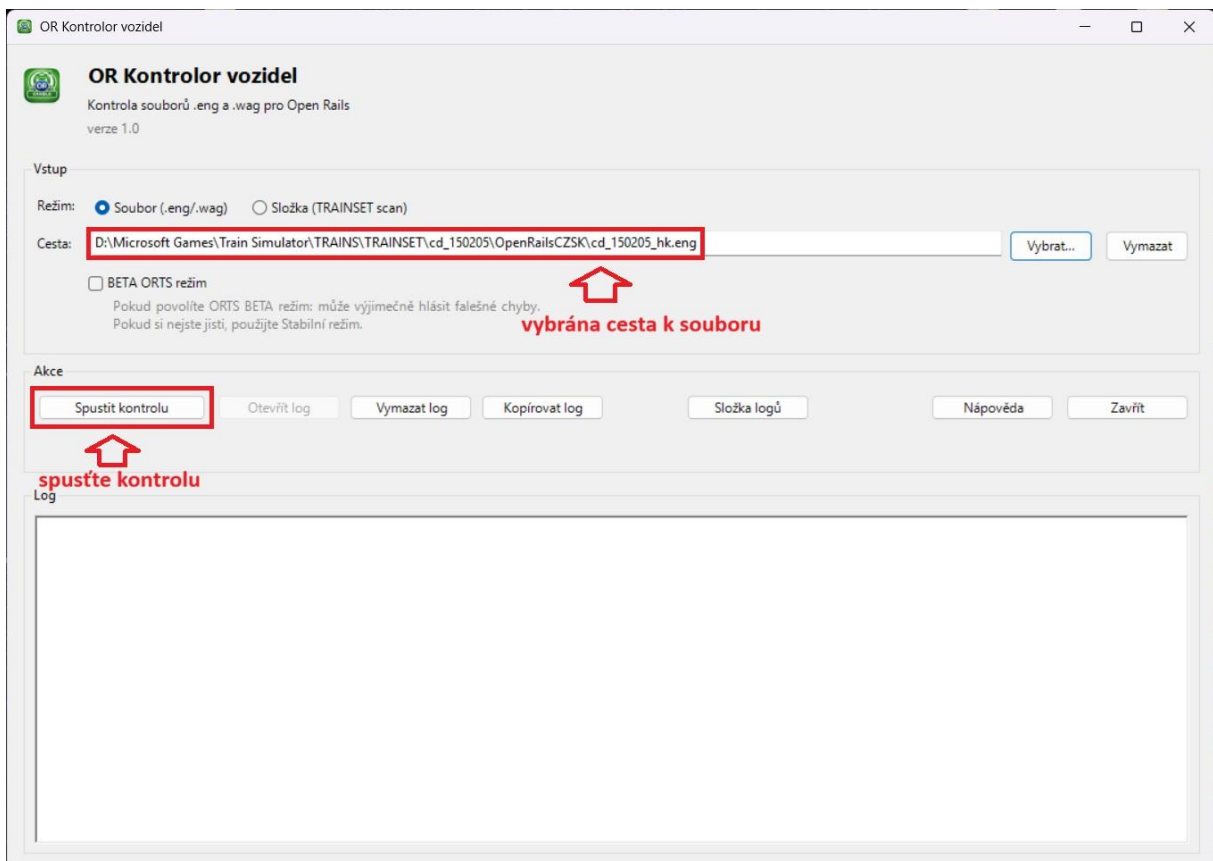 OR Kontrolor vozidel
OR Kontrolor vozidel
Kontrola souborů .eng a .wag pro Open Rails
verze 1.0
Vstup
Režim: Soubor (.eng/.wag) Složka (TRAINSET scan)
Cesta: D:\Microsoft Games\Train Simulator\TRAINS\TRAINSET\cd_150205\OpenRailsCZSK\cd_150205_hk.eng Vybrat... Vymazat
BETA ORTS režim
Pokud povolíte ORTS BETA režim: může výjimečně hlásit falešné chyby.
Pokud si nejste jisti, použijte Stabilní režim.
vybrána cesta k souboru
Akce
Spustit kontrolu Otevřít log Vymazat log Kopírovat log Složka logů Nápověda Zavřít
spusťte kontrolu
Log